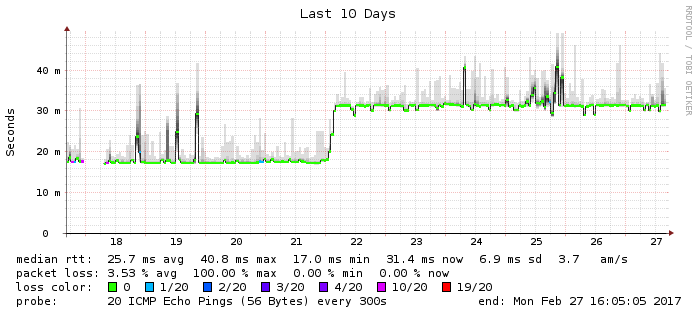 Last 10 Days
RRDTOOL / TOBI OETIKER
Seconds
40 m
30 m
20 m
10 m
0
18 19 20 21 22 23 24 25 26 27
median rtt: 25.7 ms avg 40.8 ms max 17.0 ms min 31.4 ms now 6.9 ms sd 3.7 am/s
packet loss: 3.53 % avg 100.00 % max 0.00 % min 0.00 % now
loss color: 0 1/20 2/20 3/20 4/20 10/20 19/20
probe: 20 ICMP Echo Pings (56 Bytes) every 300s end: Mon Feb 27 16:05:05 2017